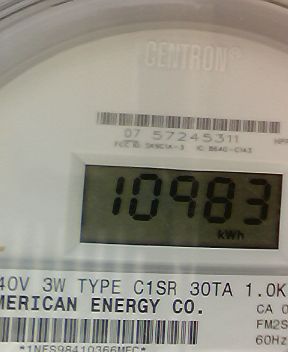 CENTRON®
07 57245311
10983
kWh
40V 3W TYPE C1SR 30TA 1.0K
MERICAN ENERGY CO.
CA 0
FM2S
60Hz
*1NES98410366MEC*